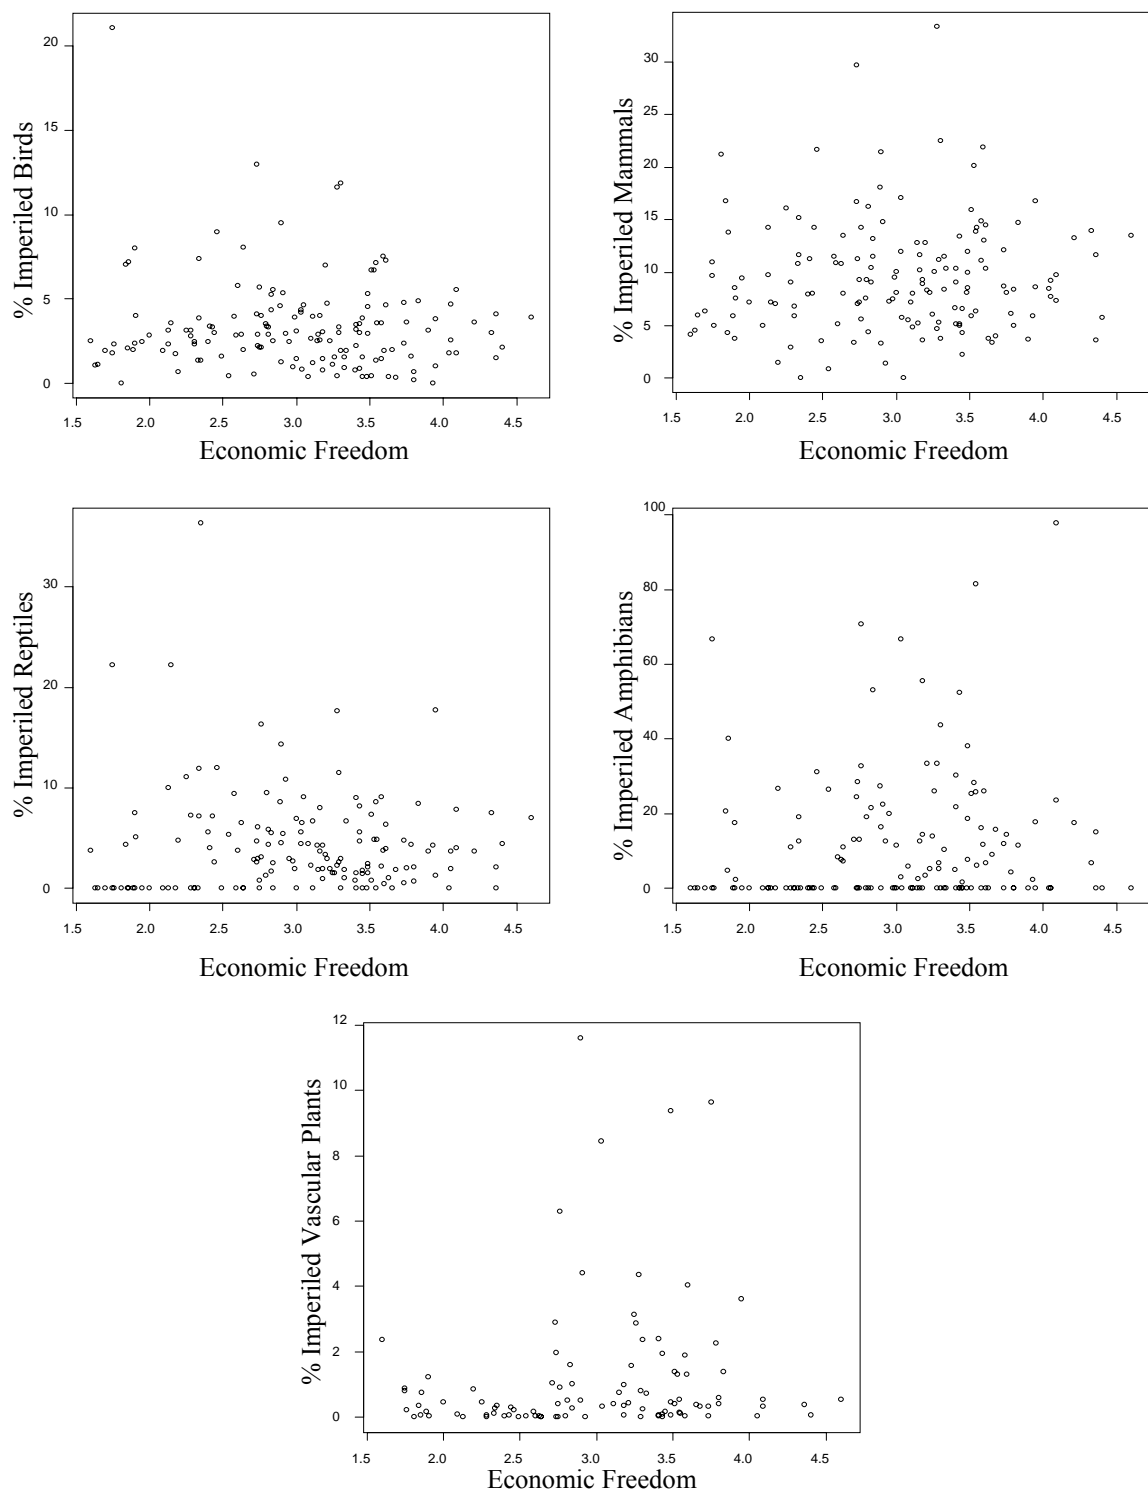 % Imperiled Birds
20
15
10
5
0
1.5 2.0 2.5 3.0 3.5 4.0 4.5
Economic Freedom
% Imperiled Mammals
30
25
20
15
10
5
0
1.5 2.0 2.5 3.0 3.5 4.0 4.5
Economic Freedom
% Imperiled Reptiles
30
20
10
0
1.5 2.0 2.5 3.0 3.5 4.0 4.5
Economic Freedom
% Imperiled Amphibians
100
80
60
40
20
0
1.5 2.0 2.5 3.0 3.5 4.0 4.5
Economic Freedom
% Imperiled Vascular Plants
12
10
8
6
4
2
0
1.5 2.0 2.5 3.0 3.5 4.0 4.5
Economic Freedom